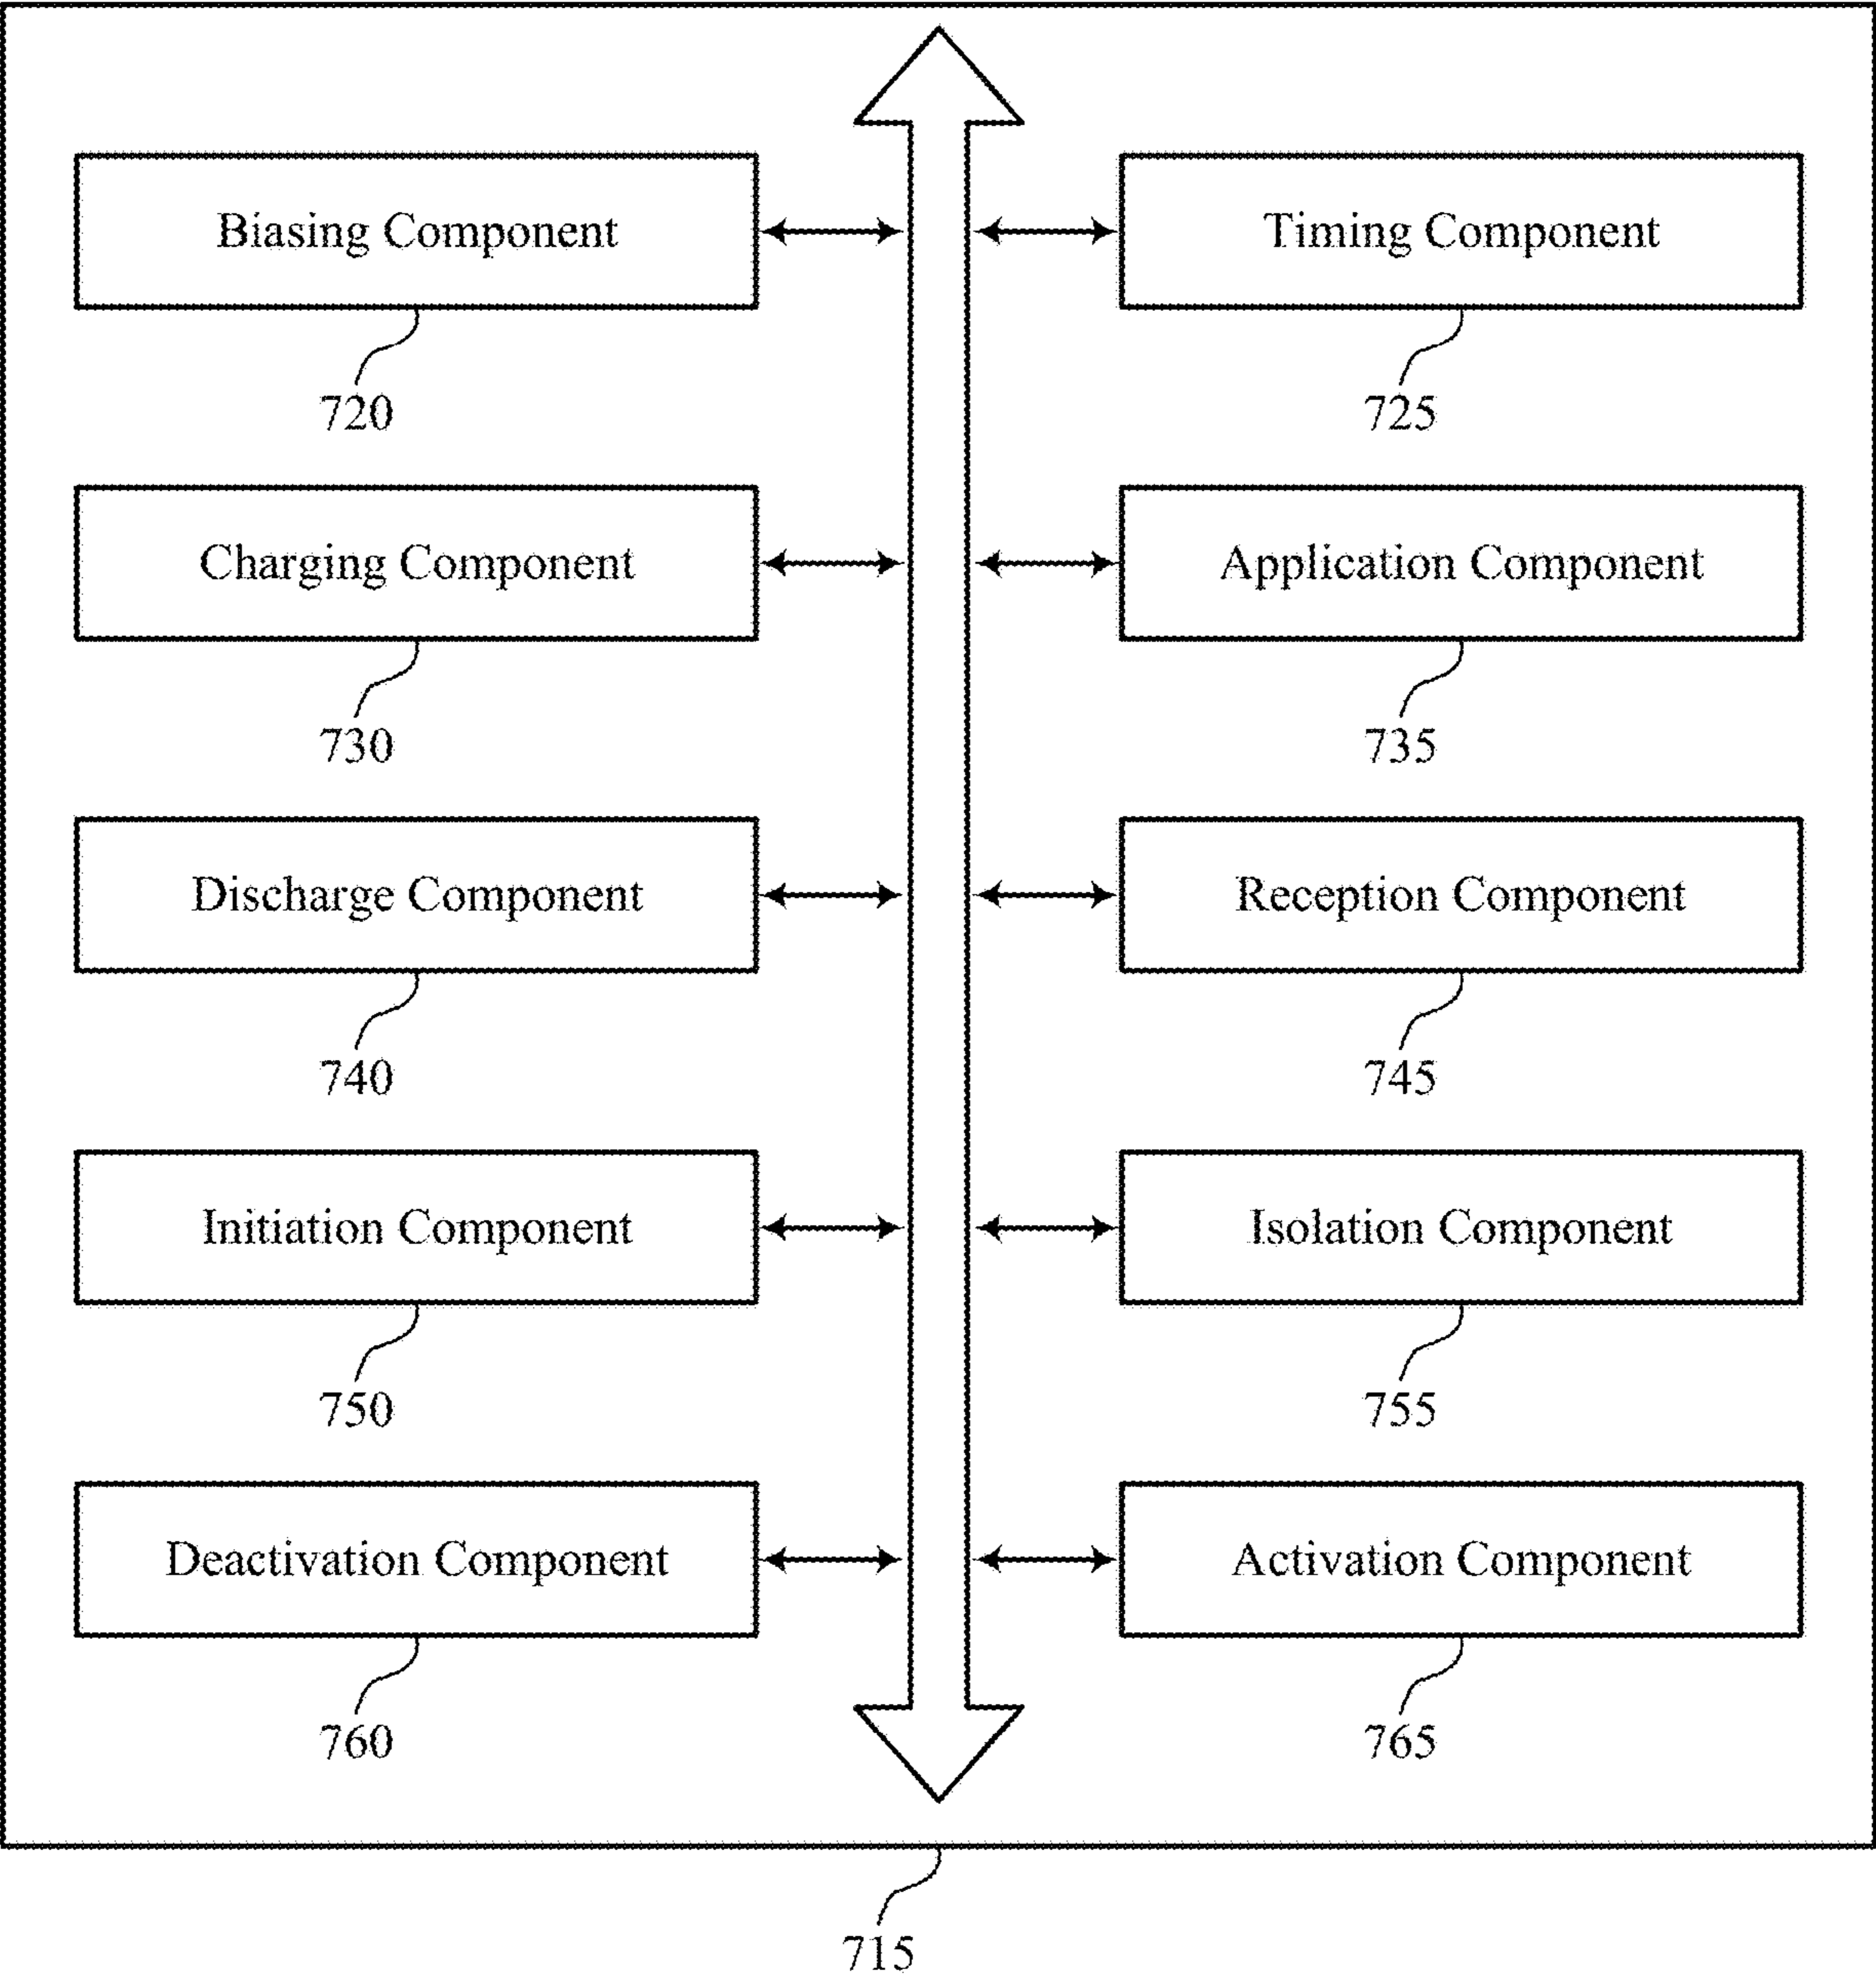 Biasing Component
Timing Component
720
725
Charging Component
Application Component
730
735
Discharge Component
Reception Component
740
745
Initiation Component
Isolation Component
750
755
Deactivation Component
Activation Component
760
765
715